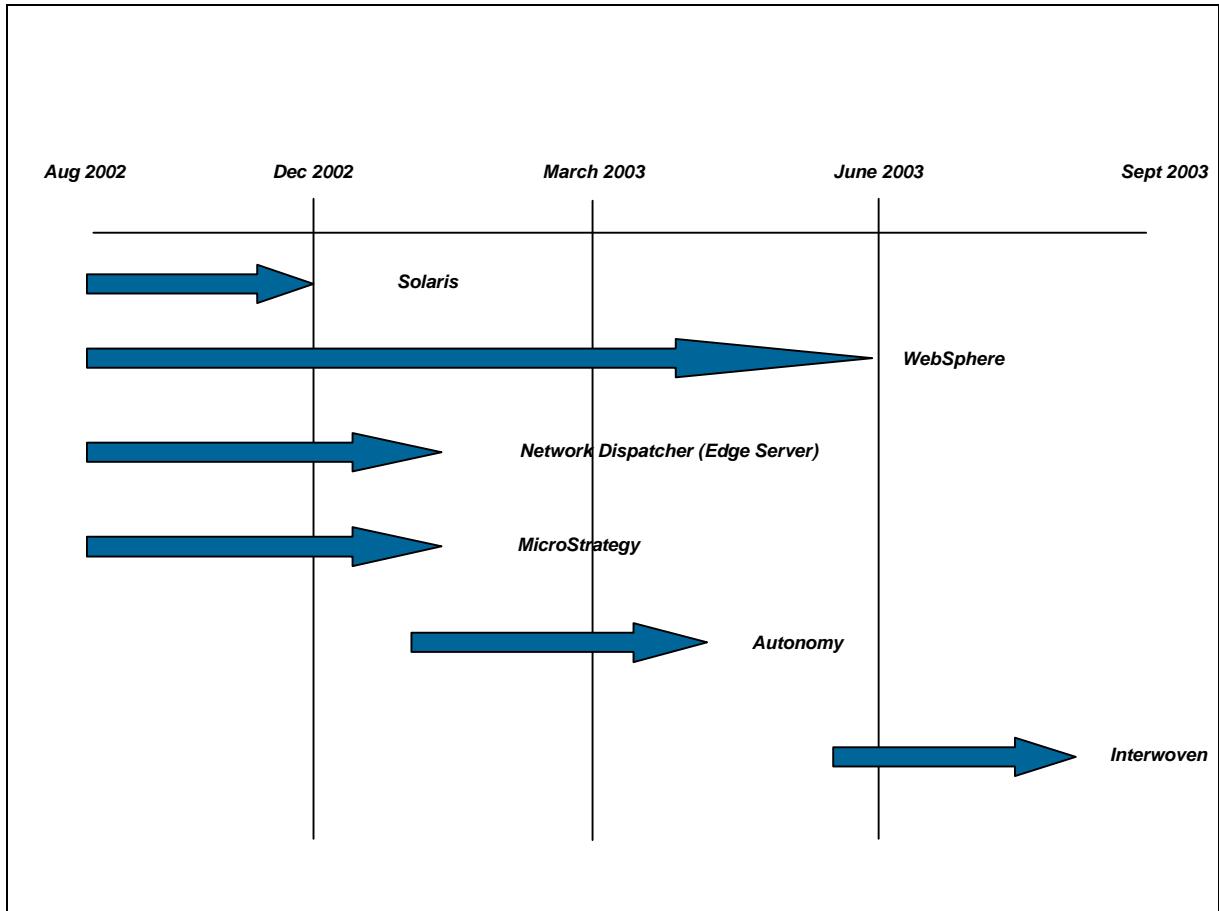 Aug 2002 Dec 2002 March 2003 June 2003 Sept 2003
Solaris
WebSphere
Network Dispatcher (Edge Server)
MicroStrategy
Autonomy
Interwoven